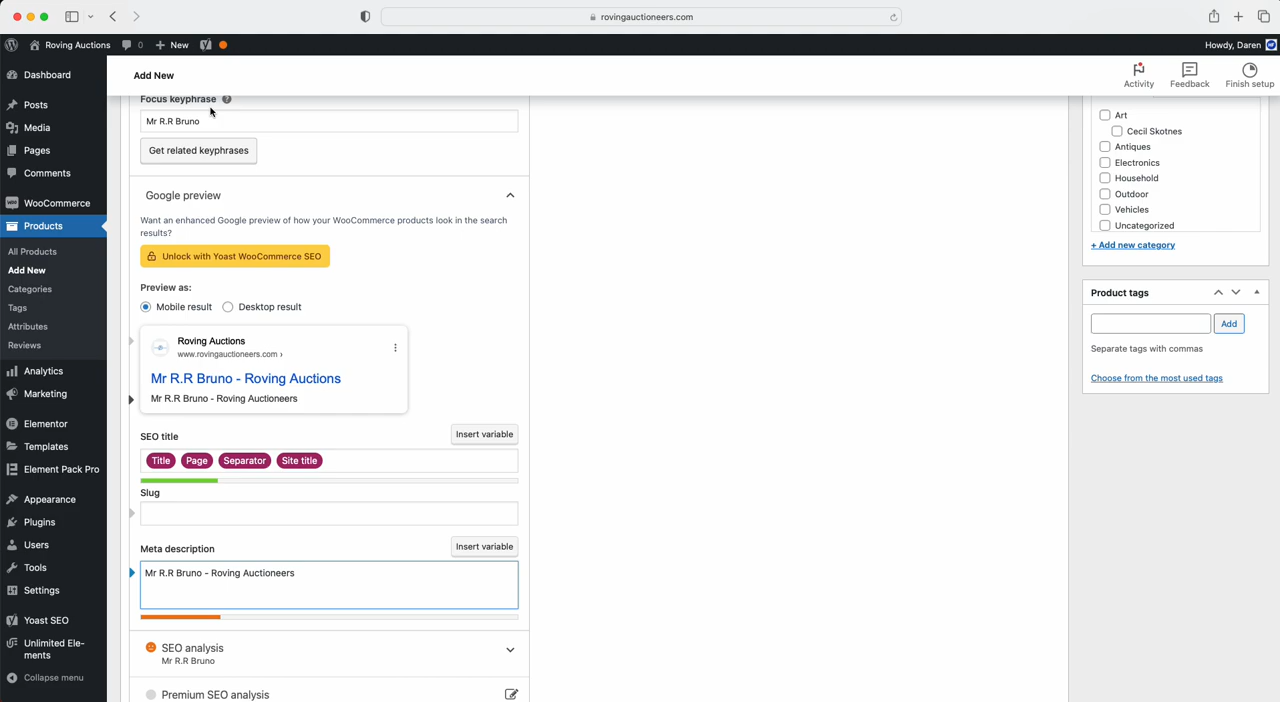 rovingauctioneers.com
Roving Auctions
0
New
Howdy, Daren
Add New
Activity
Feedback
Finish setup
Dashboard
Posts
Media
Pages
Comments
WooCommerce
Products
All Products
Add New
Categories
Tags
Attributes
Reviews
Analytics
Marketing
Elementor
Templates
Element Pack Pro
Appearance
Plugins
Users
Tools
Settings
Yoast SEO
Unlimited Ele-
ments
Collapse menu
Focus keyphrase
Mr R.R Bruno
Get related keyphrases
Google preview
Want an enhanced Google preview of how your WooCommerce products look in the search
results?
Unlock with Yoast WooCommerce SEO
Preview as:
Mobile result
Desktop result
Roving Auctions
www.rovingauctioneers.com ›
Mr R.R Bruno - Roving Auctions
Mr R.R Bruno - Roving Auctioneers
SEO title
Insert variable
Title Page Separator Site title
Slug
Meta description
Insert variable
Mr R.R Bruno - Roving Auctioneers
SEO analysis
Mr R.R Bruno
Premium SEO analysis
Art
Cecil Skotnes
Antiques
Electronics
Household
Outdoor
Vehicles
Uncategorized
+ Add new category
Product tags
Add
Separate tags with commas
Choose from the most used tags